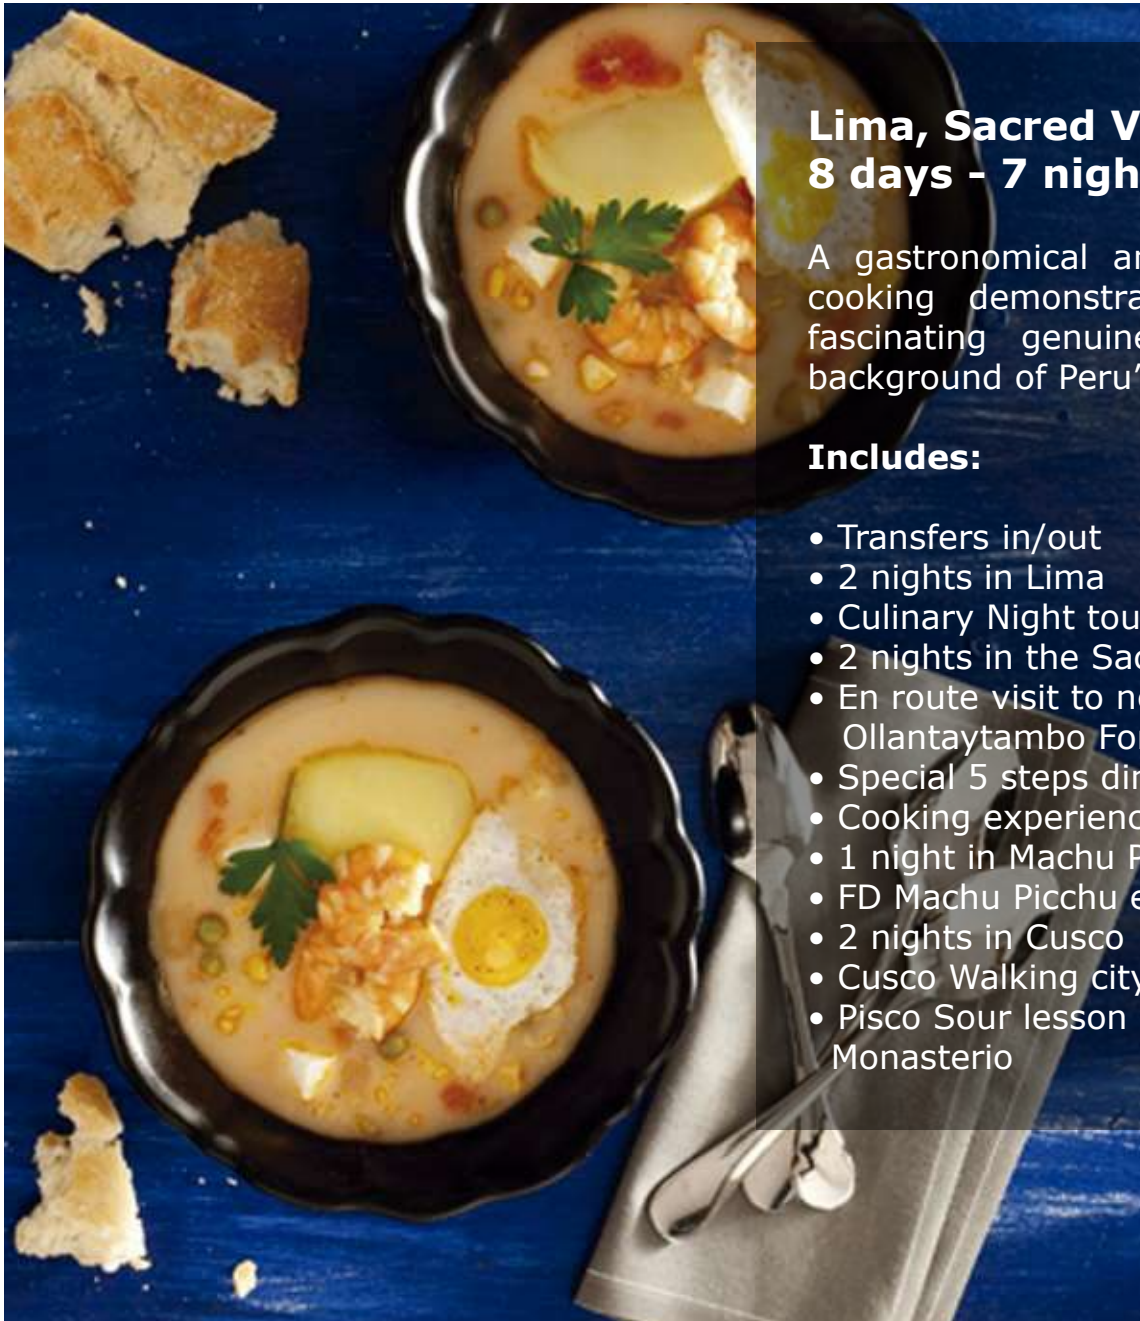 Lima, Sacred V
8 days - 7 nigh
A gastronomical ar
cooking demonstra
fascinating genuine
background of Peru’
Includes:
• Transfers in/out
• 2 nights in Lima
• Culinary Night tou
• 2 nights in the Sac
• En route visit to n
Ollantaytambo For
• Special 5 steps din
• Cooking experienc
• 1 night in Machu P
• FD Machu Picchu e
• 2 nights in Cusco
• Cusco Walking city
• Pisco Sour lesson
Monasterio